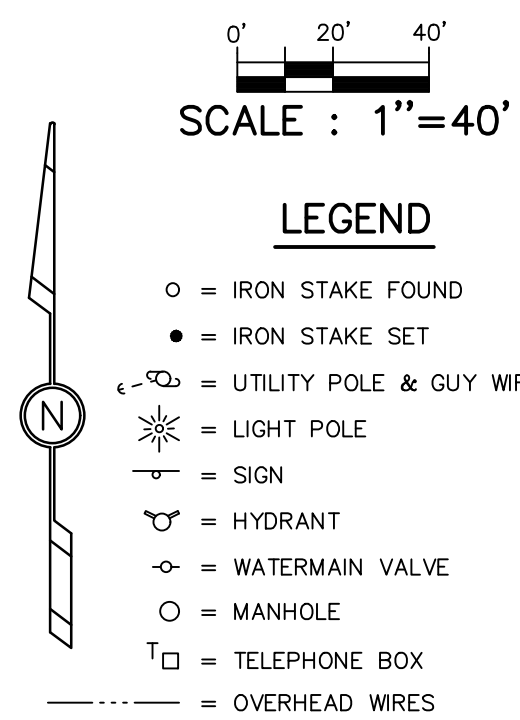 0' 20' 40'
SCALE : 1"=40'
LEGEND
= IRON STAKE FOUND
= IRON STAKE SET
= UTILITY POLE & GUY
N
= LIGHT POLE
= SIGN
= HYDRANT
= WATERMAIN VALVE
= MANHOLE
T = TELEPHONE BOX
= OVERHEAD WIRES